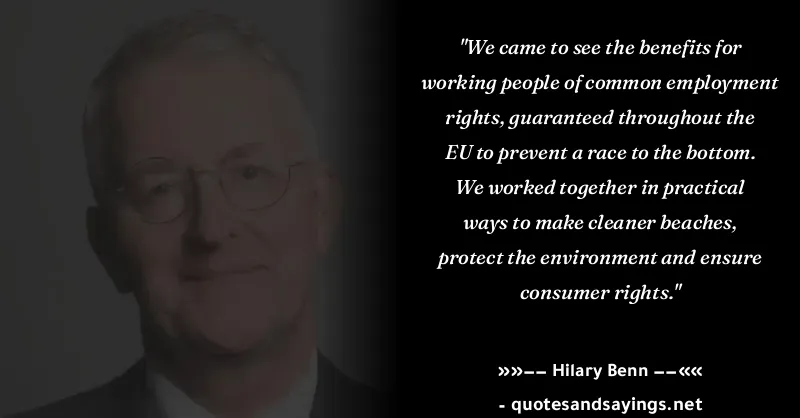 "We came to see the benefits for
working people of common employment
rights, guaranteed throughout the
EU to prevent a race to the bottom.
We worked together in practical
ways to make cleaner beaches,
protect the environment and ensure
consumer rights."
»»—— Hilary Benn ——««
- quotesandsayings.net